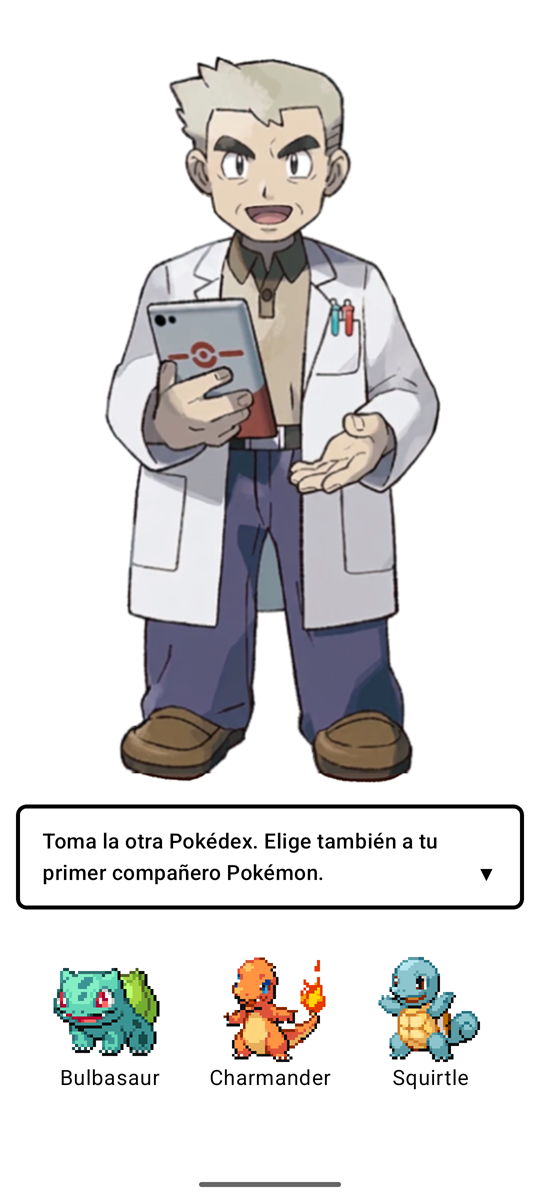 Toma la otra Pokédex. Elige también a tu
primer compañero Pokémon.
Bulbasaur Charmander Squirtle